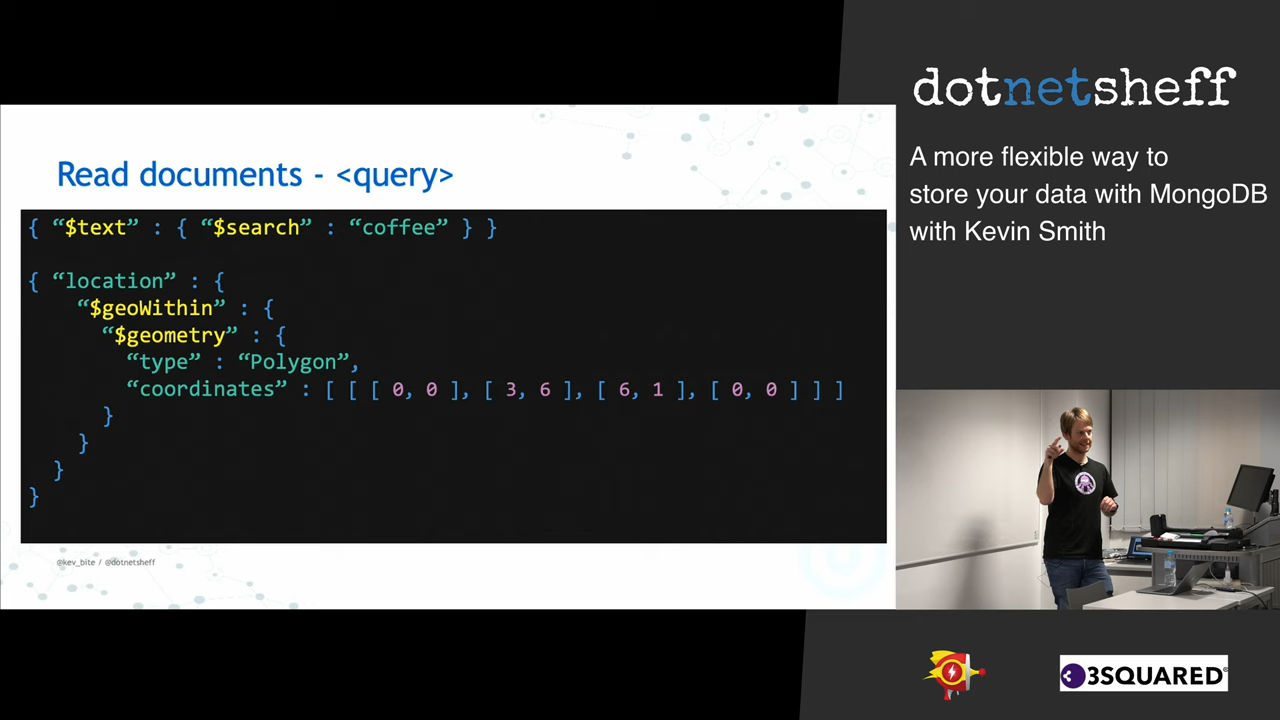 Read documents - <query>
{ “$text” : { “$search” : “coffee” } }
{ “location” : {
“$geoWithin” : {
“$geometry” : {
“type” : “Polygon”,
“coordinates” : [ [ [ 0, 0 ], [ 3, 6 ], [ 6, 1 ], [ 0, 0 ] ] ]
}
}
}
}
@kev_bite / @dotnetsheff
dotnetsheff
A more flexible way to
store your data with MongoDB
with Kevin Smith
3SQUARED